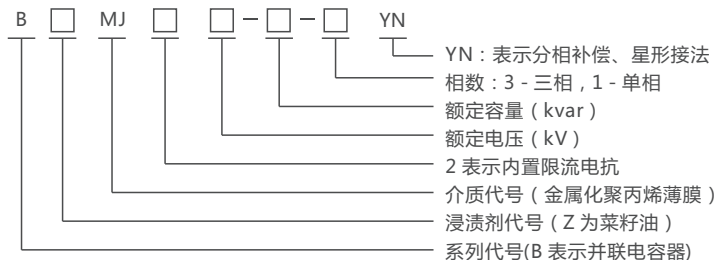 B □ MJ □ □－□－□ YN
YN：表示分相补偿、星形接法
相数：3 - 三相，1 - 单相
额定容量（kvar）
额定电压（kV）
2 表示内置限流电抗
介质代号（金属化聚丙烯薄膜）
浸渍剂代号（Z 为菜籽油）
系列代号(B 表示并联电容器)